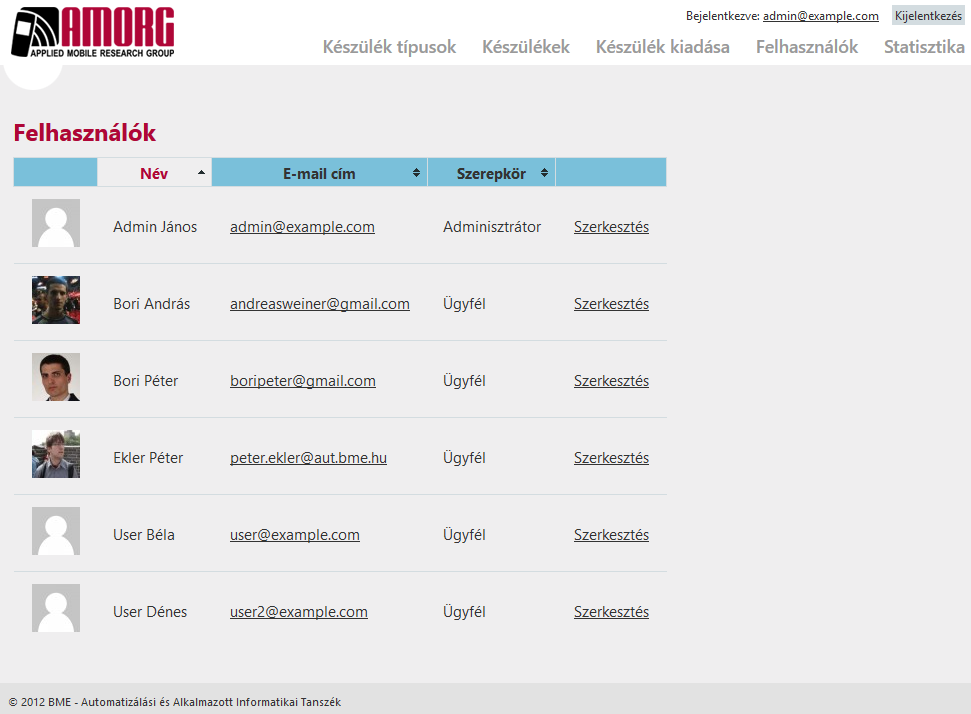 AMORG
APPLIED MOBILE RESEARCH GROUP
Bejelentkezve: admin@example.com Kijelentkezés
Készülék típusok Készülékek Készülék kiadása Felhasználók Statisztika
Felhasználók
Név E-mail cím Szerepkör
Admin János admin@example.com Adminisztrátor Szerkesztés
Bori András andreasweiner@gmail.com Ügyfél Szerkesztés
Bori Péter boripeter@gmail.com Ügyfél Szerkesztés
Ekler Péter peter.ekler@aut.bme.hu Ügyfél Szerkesztés
User Béla user@example.com Ügyfél Szerkesztés
User Dénes user2@example.com Ügyfél Szerkesztés
© 2012 BME - Automatizálási és Alkalmazott Informatikai Tanszék